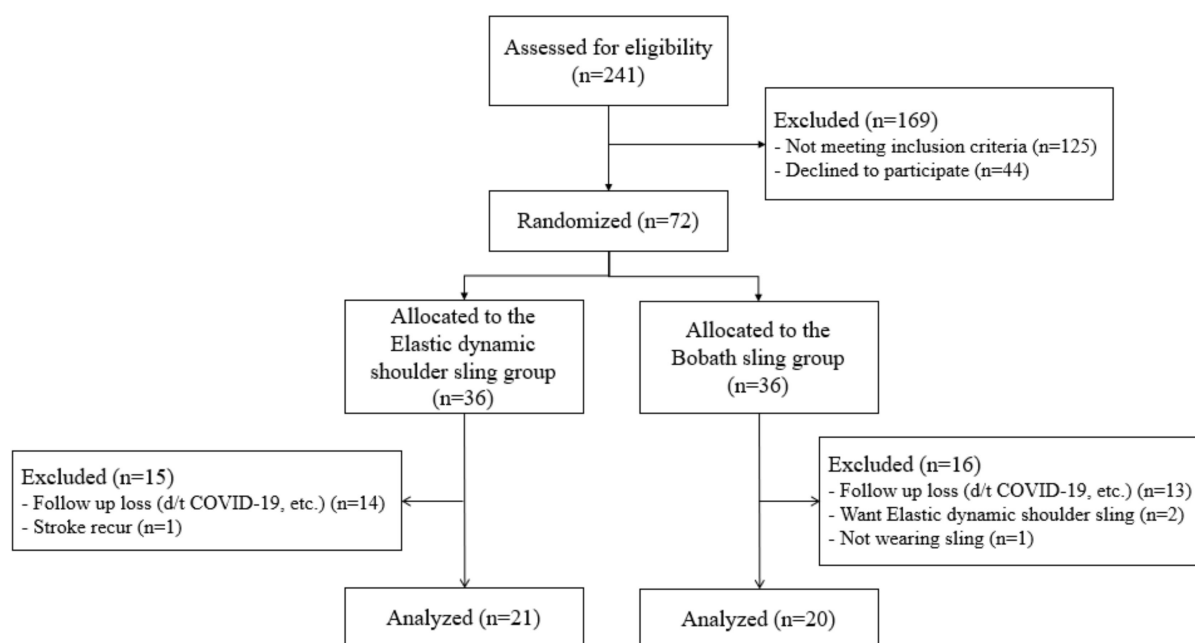 Assessed for eligibility
(n=241)
Excluded (n=169)
- Not meeting inclusion criteria (n=125)
- Declined to participate (n=44)
Randomized (n=72)
Allocated to the
Elastic dynamic
shoulder sling group
(n=36)
Allocated to the
Bobath sling group
(n=36)
Excluded (n=15)
- Follow up loss (d/t COVID-19, etc.) (n=14)
- Stroke recur (n=1)
Excluded (n=16)
- Follow up loss (d/t COVID-19, etc.) (n=13)
- Want Elastic dynamic shoulder sling (n=2)
- Not wearing sling (n=1)
Analyzed (n=21)
Analyzed (n=20)